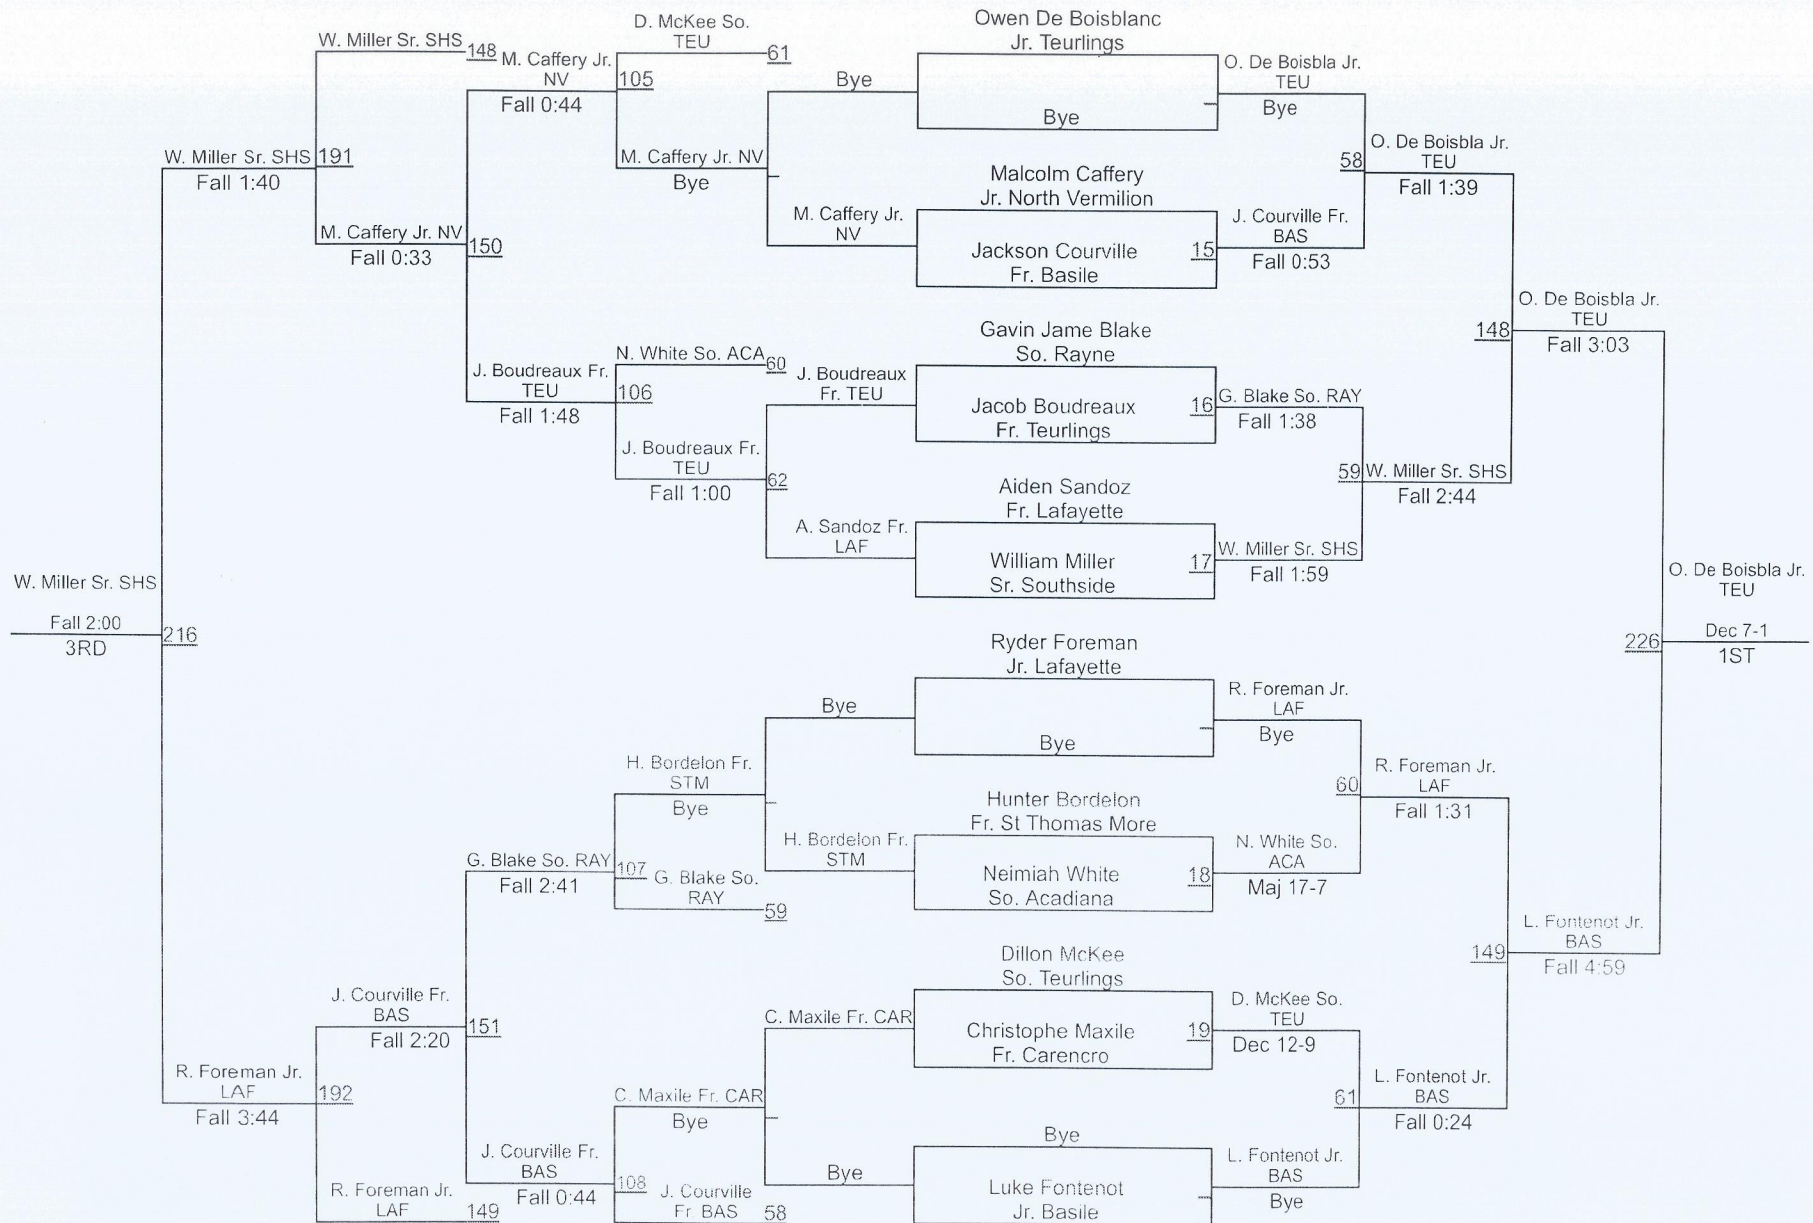 W. Miller Sr. SHS
Fall 2:00
3RD
216
W. Miller Sr. SHS
Fall 1:40
191
W. Miller Sr. SHS
148
M. Caffery Jr. NV
Fall 0:33
150
M. Caffery Jr.
NV
Fall 0:44
105
D. McKee So.
TEU
61
M. Caffery Jr. NV
Bye
Bye
M. Caffery Jr.
NV
J. Boudreaux Fr.
TEU
Fall 1:48
106
N. White So. ACA
60
J. Boudreaux Fr.
TEU
Fall 1:00
62
J. Boudreaux
Fr. TEU
A. Sandoz Fr.
LAF
R. Foreman Jr.
LAF
Fall 3:44
192
J. Courville Fr.
BAS
Fall 2:20
151
R. Foreman Jr.
LAF
149
G. Blake So. RAY
Fall 2:41
107
H. Bordelon Fr.
STM
Bye
G. Blake So.
RAY
59
Bye
H. Bordelon Fr.
STM
J. Courville Fr.
BAS
Fall 0:44
108
C. Maxile Fr. CAR
Bye
J. Courville
Fr. BAS
58
C. Maxile Fr. CAR
Bye
Owen De Boisblanc
Jr. Teurlings
Bye
Malcolm Caffery
Jr. North Vermilion
Jackson Courville
Fr. Basile
15
Gavin Jame Blake
So. Rayne
Jacob Boudreaux
Fr. Teurlings
16
Aiden Sandoz
Fr. Lafayette
William Miller
Sr. Southside
17
Ryder Foreman
Jr. Lafayette
Bye
Hunter Bordelon
Fr. St Thomas More
Neimiah White
So. Acadiana
18
Dillon McKee
So. Teurlings
Christophe Maxile
Fr. Carencro
19
Bye
Luke Fontenot
Jr. Basile
O. De Boisbla Jr.
TEU
Bye
58
J. Courville Fr.
BAS
Fall 0:53
G. Blake So. RAY
Fall 1:38
59
W. Miller Sr. SHS
Fall 1:59
R. Foreman Jr.
LAF
Bye
60
N. White So.
ACA
Maj 17-7
D. McKee So.
TEU
Dec 12-9
61
L. Fontenot Jr.
BAS
Bye
O. De Boisbla Jr.
TEU
Fall 1:39
148
W. Miller Sr. SHS
Fall 2:44
R. Foreman Jr.
LAF
Fall 1:31
149
L. Fontenot Jr.
BAS
Fall 0:24
O. De Boisbla Jr.
TEU
Fall 3:03
L. Fontenot Jr.
BAS
Fall 4:59
226
O. De Boisbla Jr.
TEU
Dec 7-1
1ST